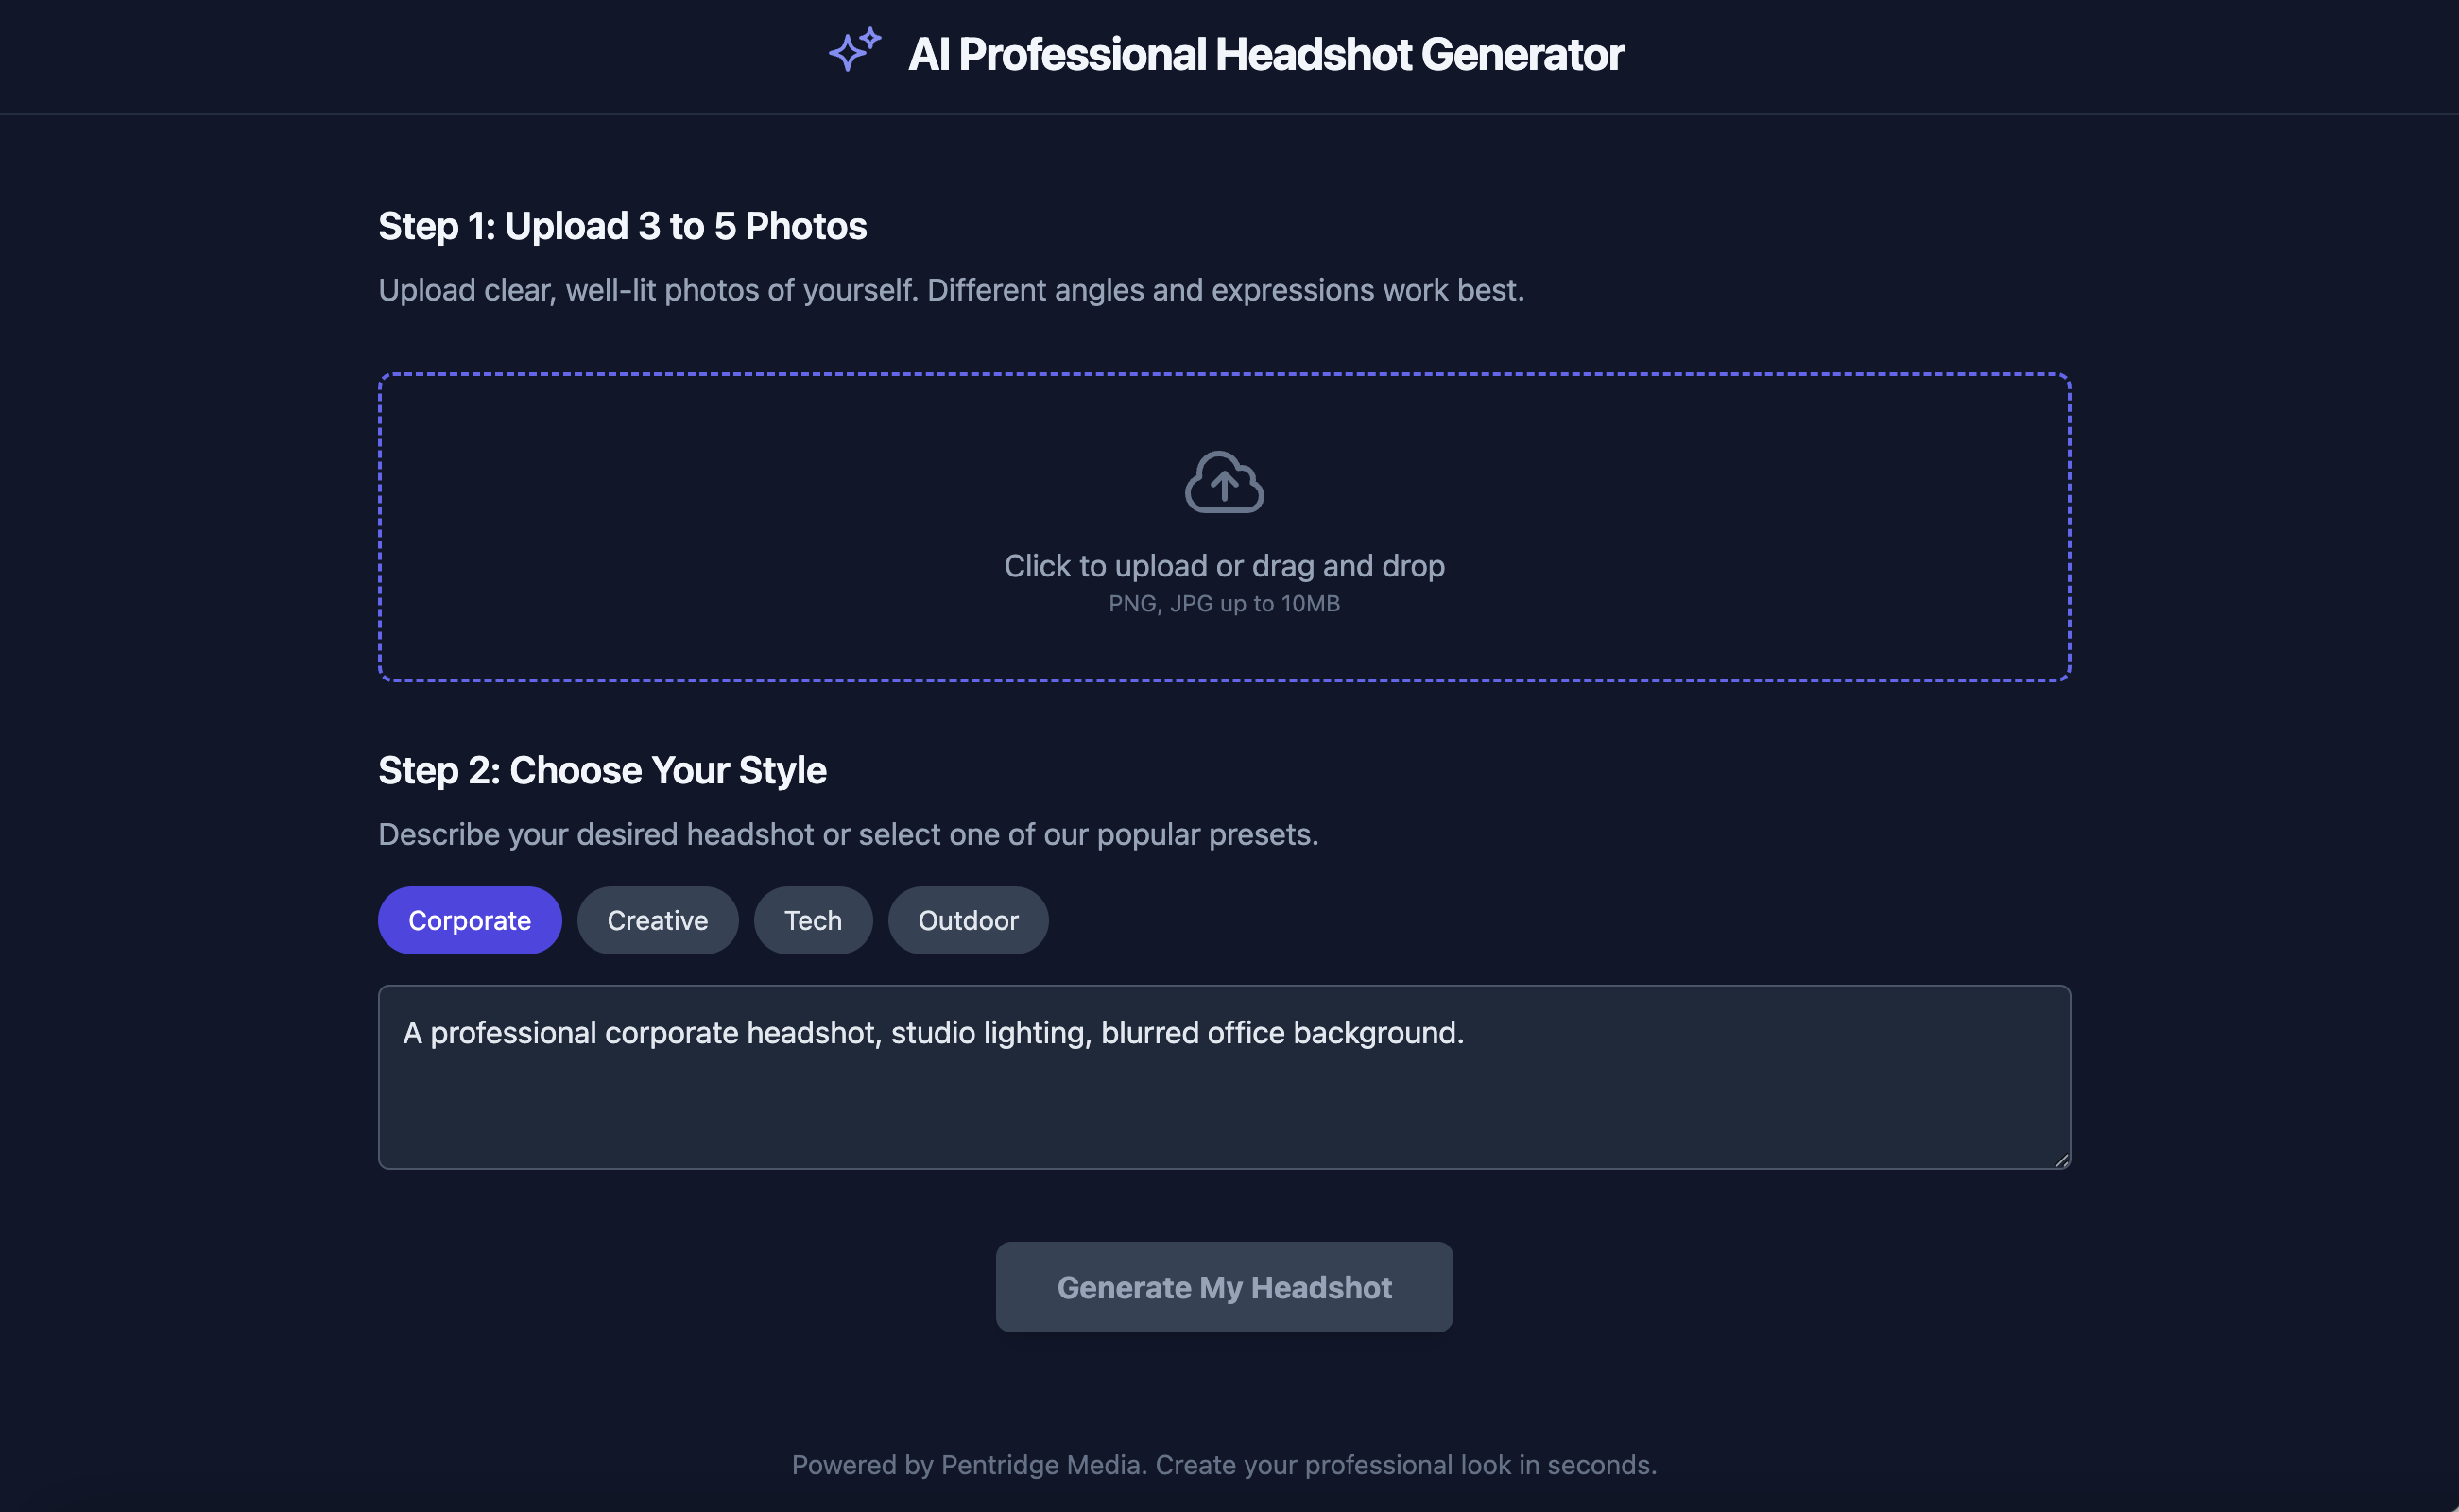 AI Professional Headshot Generator
Step 1: Upload 3 to 5 Photos
Upload clear, well-lit photos of yourself. Different angles and expressions work best.
Click to upload or drag and drop
PNG, JPG up to 10MB
Step 2: Choose Your Style
Describe your desired headshot or select one of our popular presets.
Corporate Creative Tech Outdoor
A professional corporate headshot, studio lighting, blurred office background.
Generate My Headshot
Powered by Pentridge Media. Create your professional look in seconds.